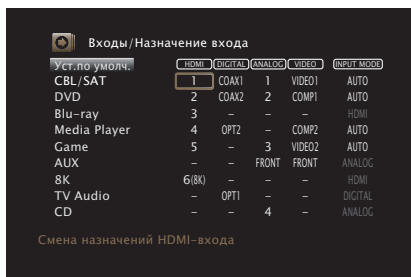 Входы/Назначение входа
Уст.по умолч. HDMI DIGITAL ANALOG VIDEO INPUT MODE
CBL/SAT 1 COAX1 1 VIDEO1 AUTO
DVD 2 COAX2 2 COMP1 AUTO
Blu-ray 3 – – – HDMI
Media Player 4 OPT2 – COMP2 AUTO
Game 5 – 3 VIDEO2 AUTO
AUX – – FRONT FRONT ANALOG
8K 6(8K) – – – HDMI
TV Audio – OPT1 – – DIGITAL
CD – – 4 – ANALOG
Смена назначений HDMI-входа